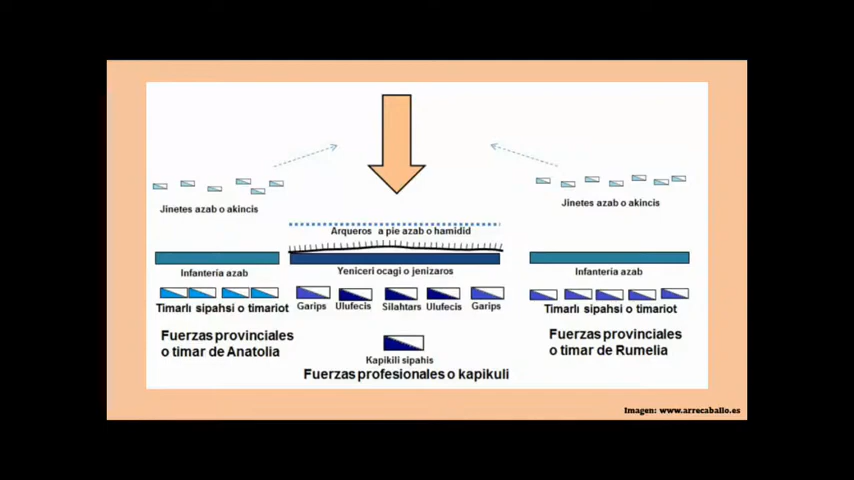 Jinetes azab o akincis
Jinetes azab o akincis
Arqueros a pie azab o hamidid
Infanteria azab
Yeniceri ocagi o jenizaros
Infanteria azab
Timarlı sipahsi o timariot
Garips
Ulufecis
Silahtars
Ulufecis
Garips
Timarlı sipahsi o timariot
Fuerzas provinciales
o timar de Anatolia
Kapikili sipahis
Fuerzas profesionales o kapikuli
Fuerzas provinciales
o timar de Rumelia
Imagen: www.arrecaballo.es